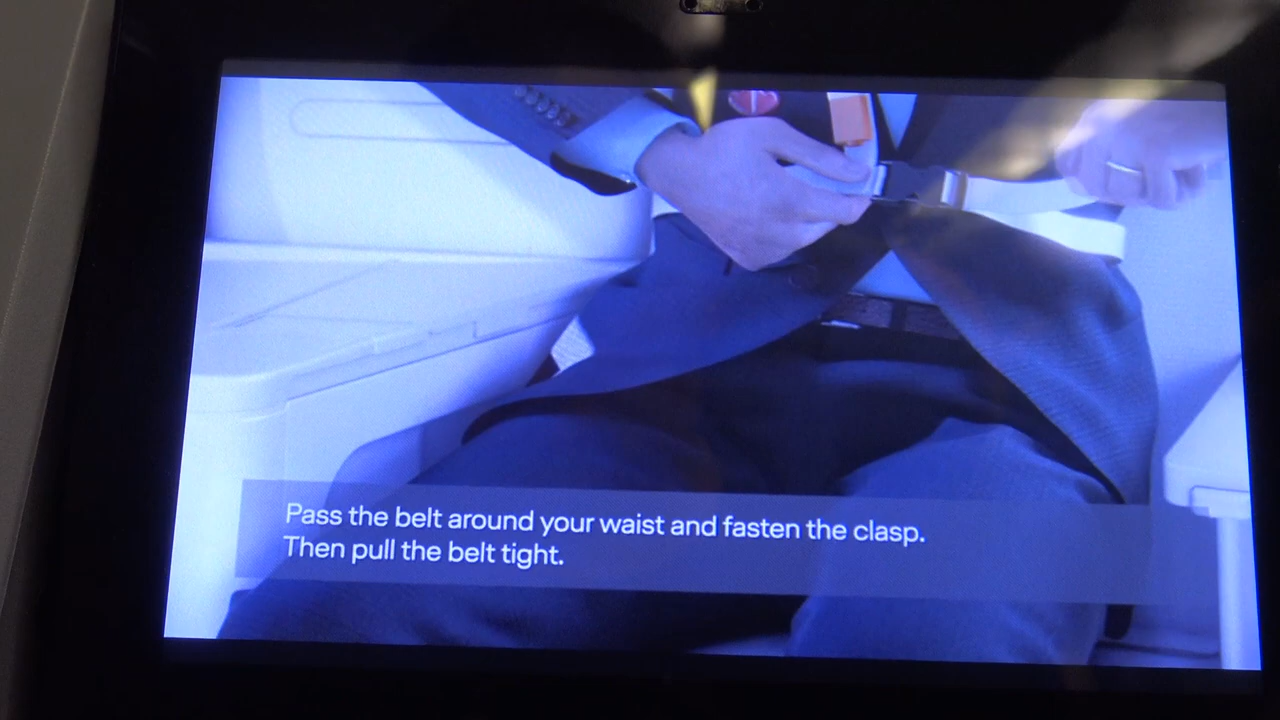 Pass the belt around your waist and fasten the clasp.
Then pull the belt tight.